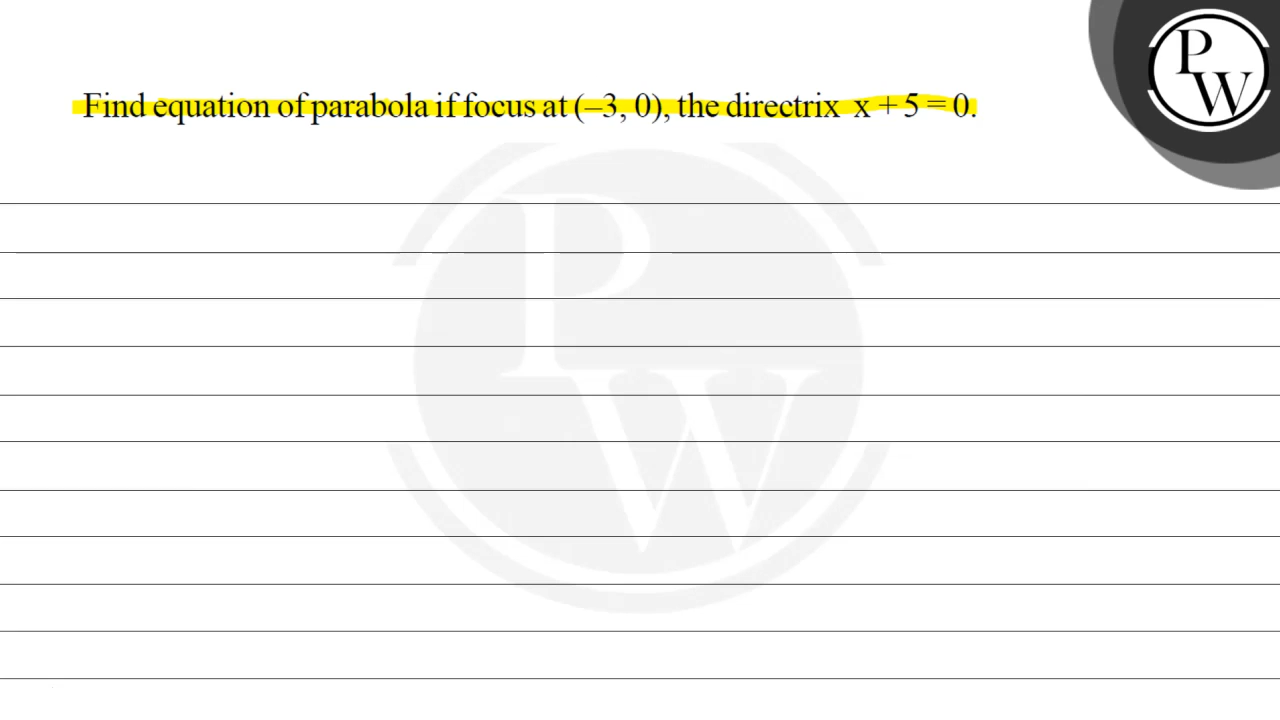 Find equation of parabola if focus at (–3, 0), the directrix x + 5 = 0.
P
W
P
W